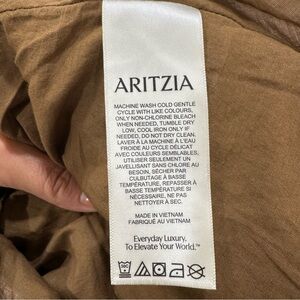 ARITZIA
MACHINE WASH COLD GENTLE
CYCLE WITH LIKE COLOURS,
ONLY NON-CHLORINE BLEACH
WHEN NEEDED, TUMBLE DRY
LOW, COOL IRON ONLY IF
NEEDED, DO NOT DRY CLEAN.
LAVER À LA MACHINE À L'EAU
FROIDE AU CYCLE DÉLICAT
AVEC COULEURS SEMBLABLES,
UTILISER SEULEMENT UN
JAVELLISANT SANS CHLORE AU
BESOIN, SÉCHER PAR
CULBUTAGE À BASSE
TEMPÉRATURE, REPASSER À
BASSE TEMPÉRATURE SI
NÉCESSAIRE, NE PAS
NETTOYER À SEC.
MADE IN VIETNAM
FABRIQUÉ AU VIETNAM
Everyday Luxury.
To Elevate Your World.™